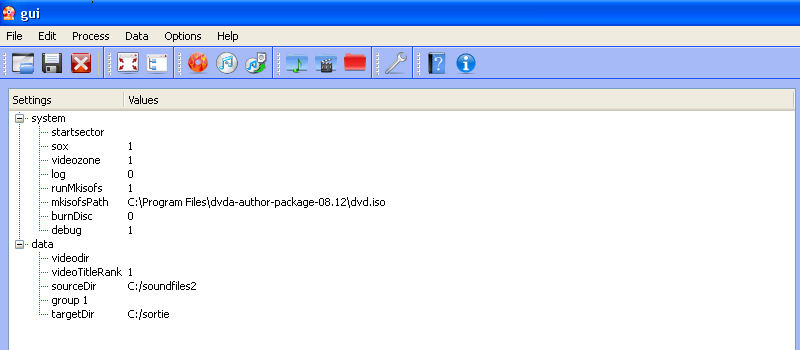 gui
File Edit Process Data Options Help
Settings Values
system
startsector
sox 1
videozone 1
log 0
runMkisofs 1
mkisofsPath C:\Program Files\dvda-author-package-08.12\dvd.iso
burnDisc 0
debug 1
data
videodir
videoTitleRank 1
sourceDir C:/soundfiles2
group 1
targetDir C:/sortie